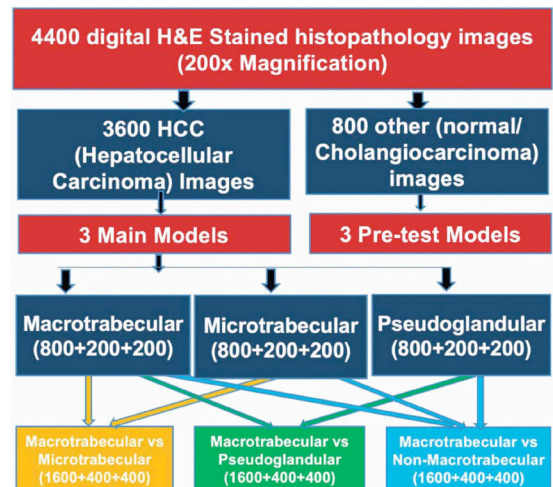 4400 digital H&E Stained histopathology images
(200x Magnification)
3600 HCC
(Hepatocellular
Carcinoma) Images
800 other (normal/
Cholangiocarcinoma)
images
3 Main Models
3 Pre-test Models
Macrotrabecular
(800+200+200)
Microtrabecular
(800+200+200)
Pseudoglandular
(800+200+200)
Macrotrabecular vs
Microtrabecular
(1600+400+400)
Macrotrabecular vs
Pseudoglandular
(1600+400+400)
Macrotrabecular vs
Non-Macrotrabecular
(1600+400+400)